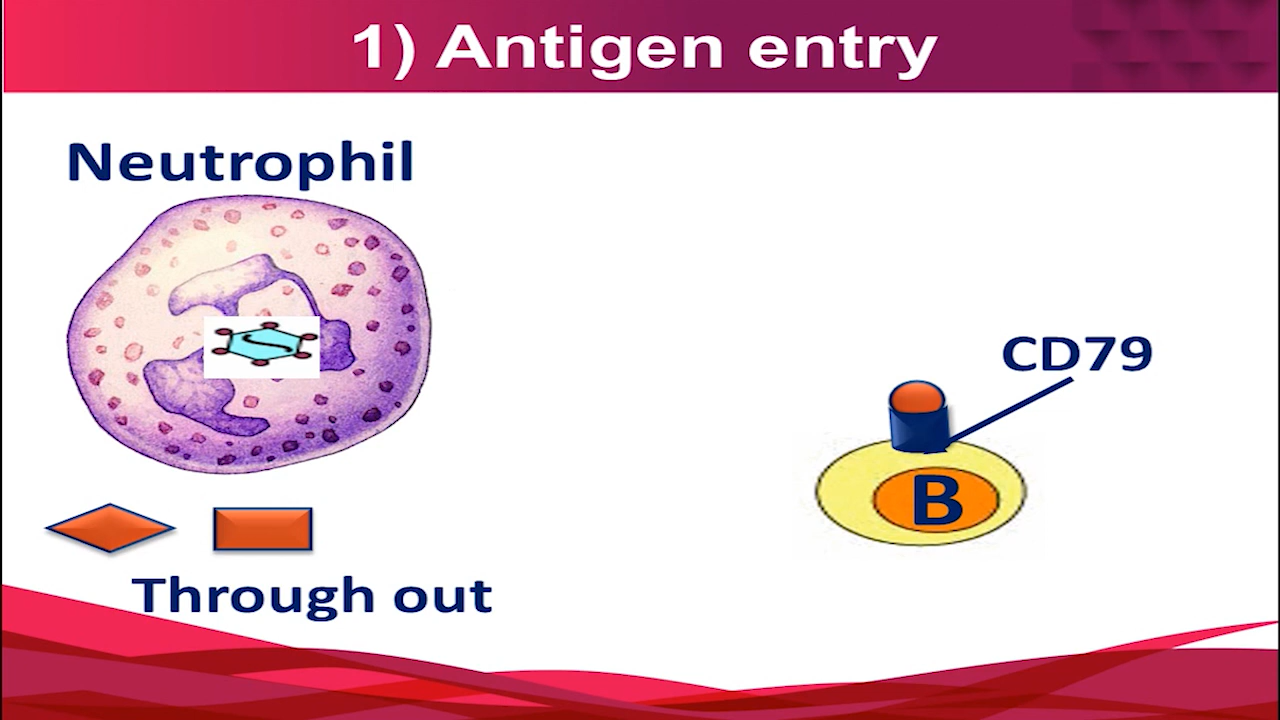 1) Antigen entry
Neutrophil
CD79
B
Through out